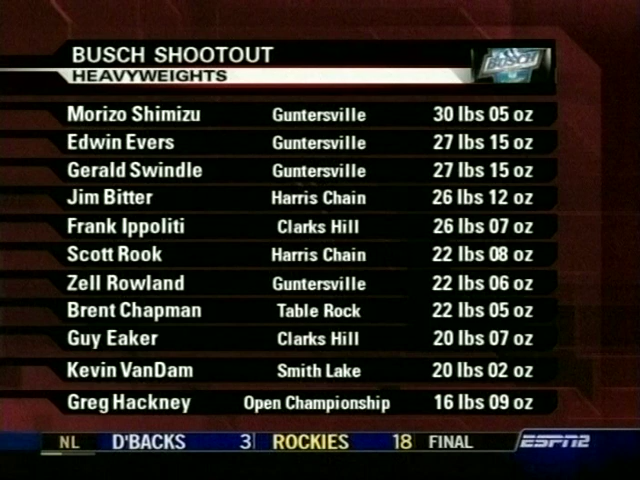 BUSCH SHOOTOUT
BUSCH
HEAVYWEIGHTS
Morizo Shimizu Guntersville 30 lbs 05 oz
Edwin Evers Guntersville 27 lbs 15 oz
Gerald Swindle Guntersville 27 lbs 15 oz
Jim Bitter Harris Chain 26 lbs 12 oz
Frank Ippoliti Clarks Hill 26 lbs 07 oz
Scott Rook Harris Chain 22 lbs 08 oz
Zell Rowland Guntersville 22 lbs 06 oz
Brent Chapman Table Rock 22 lbs 05 oz
Guy Eaker Clarks Hill 20 lbs 07 oz
Kevin VanDam Smith Lake 20 lbs 02 oz
Greg Hackney Open Championship 16 lbs 09 oz
NL D'BACKS 3 ROCKIES 18 FINAL ESPN2